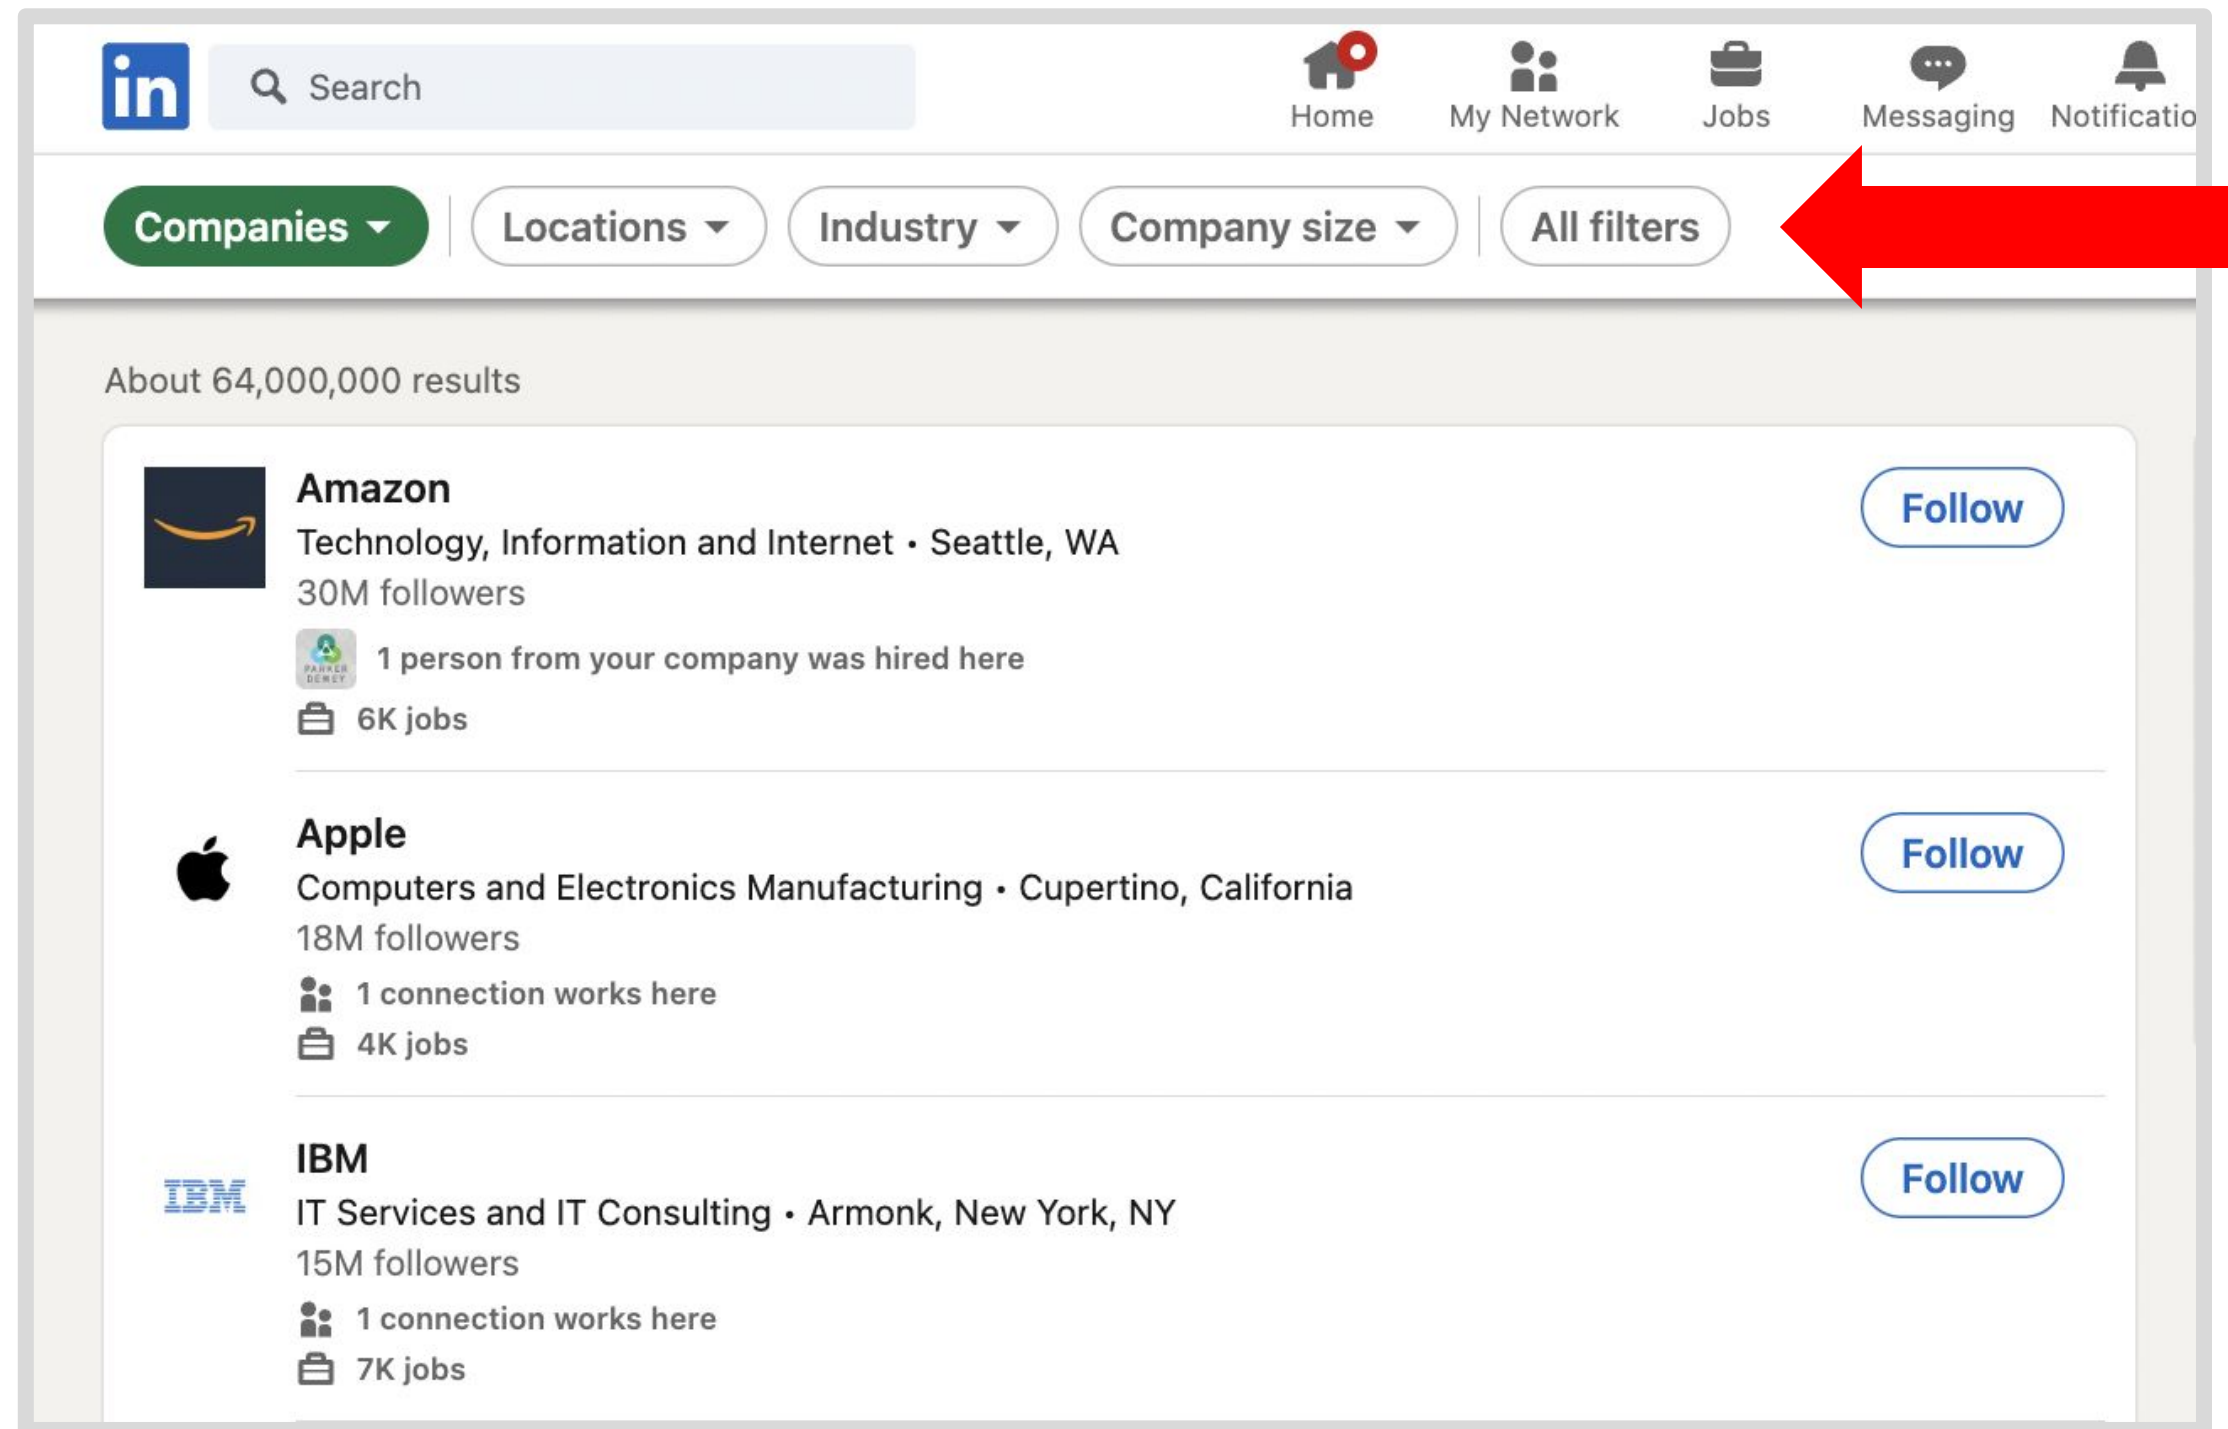 in
Search
Home
My Network
Jobs
Messaging
Notificatio
Companies
Locations
Industry
Company size
All filters
About 64,000,000 results
Amazon
Follow
Technology, Information and Internet • Seattle, WA
30M followers
PARKER
DEWEY
1 person from your company was hired here
6K jobs
Apple
Follow
Computers and Electronics Manufacturing • Cupertino, California
18M followers
1 connection works here
4K jobs
IBM
IBM
Follow
IT Services and IT Consulting • Armonk, New York, NY
15M followers
1 connection works here
7K jobs